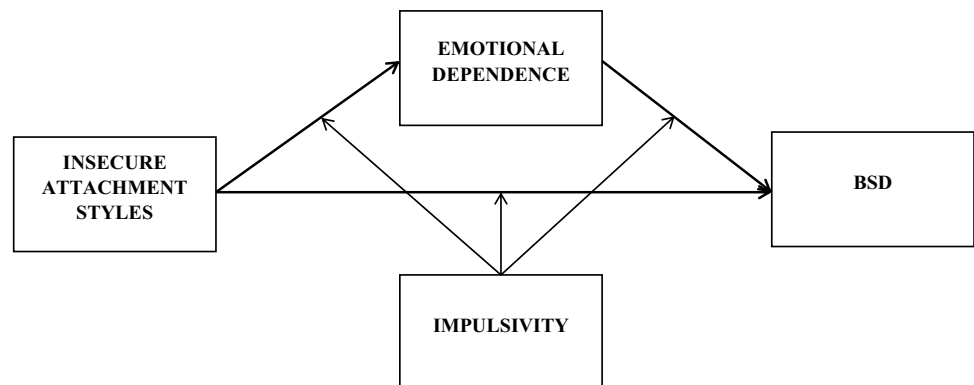 EMOTIONAL
DEPENDENCE
INSECURE
ATTACHMENT
STYLES
BSD
IMPULSIVITY